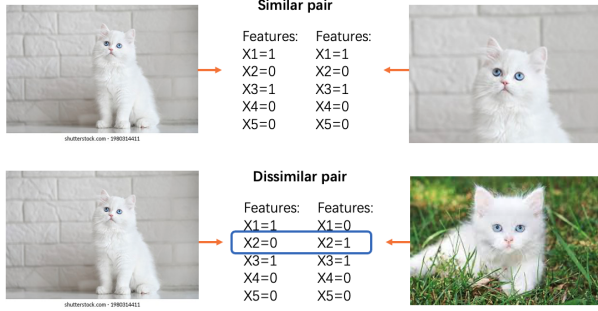 Similar pair
Features: Features:
X1=1 X1=1
X2=0 X2=0
X3=1 X3=1
X4=0 X4=0
X5=0 X5=0
shutterstock.com · 1980314411
Dissimilar pair
Features: Features:
X1=1 X1=0
X2=0 X2=1
X3=1 X3=1
X4=0 X4=0
X5=0 X5=0
shutterstock.com · 1980314411